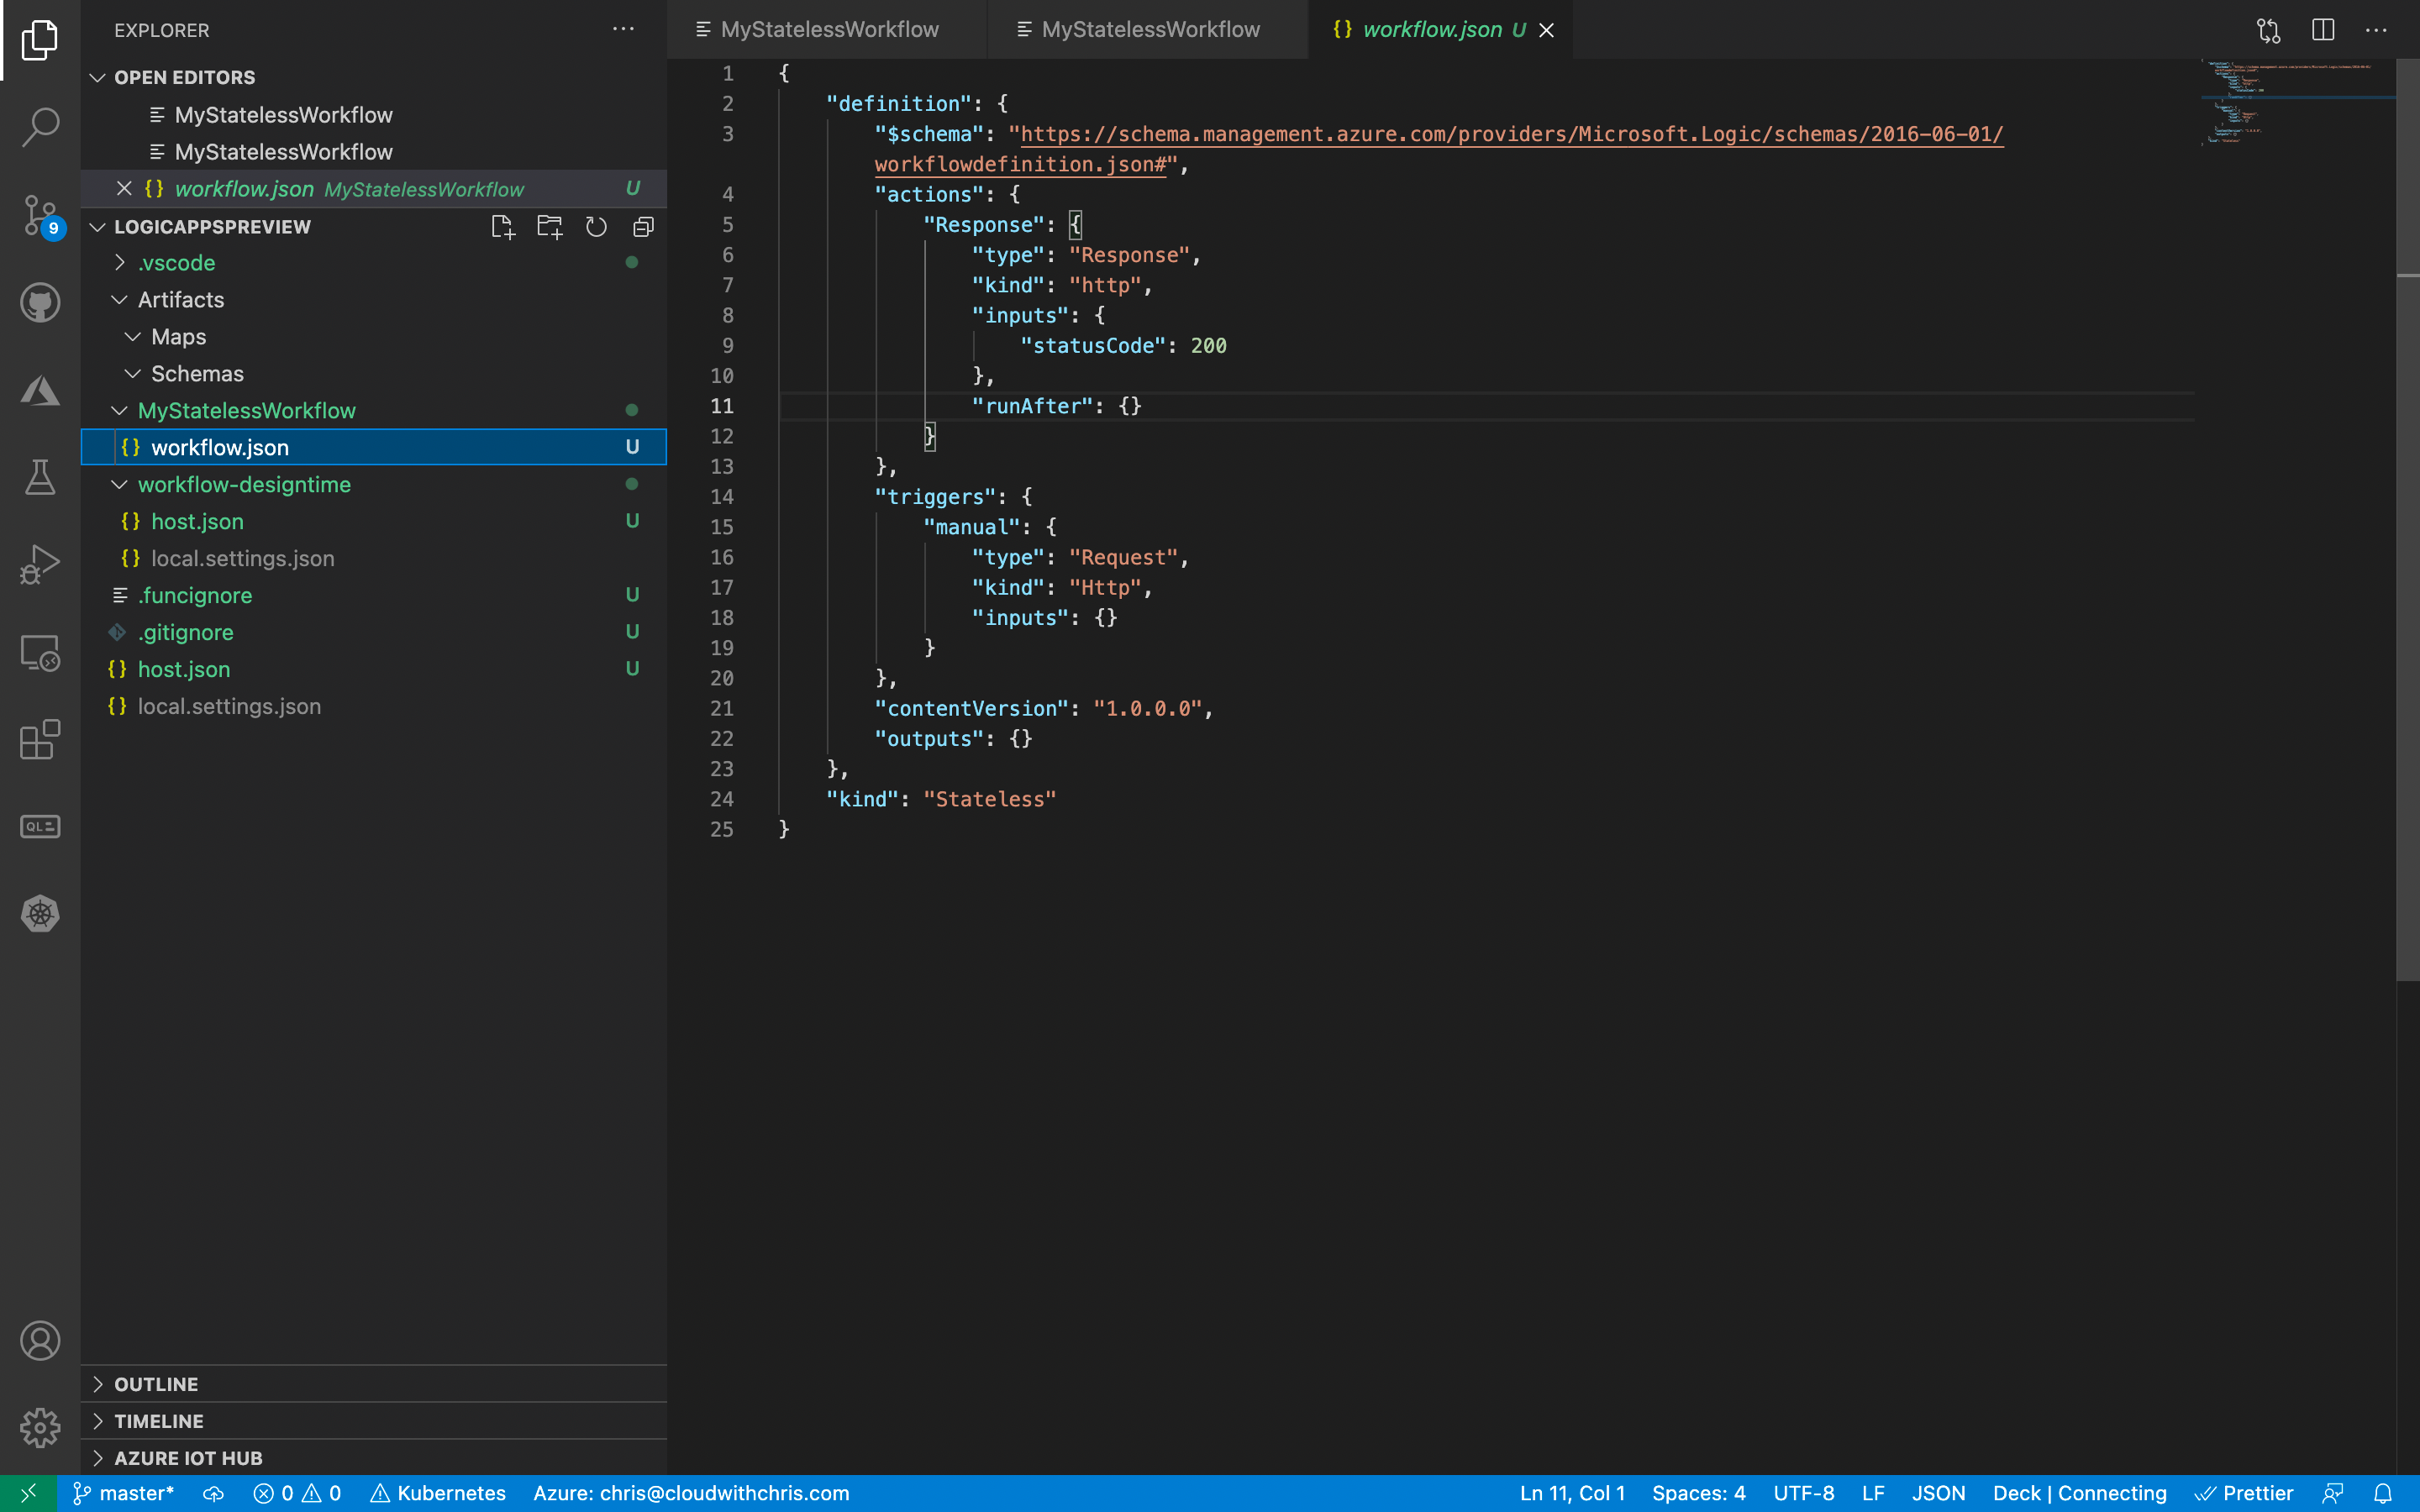 EXPLORER
OPEN EDITORS
MyStatelessWorkflow
MyStatelessWorkflow
workflow.json MyStatelessWorkflow U
LOGICAPPSPREVIEW
.vscode
Artifacts
Maps
Schemas
MyStatelessWorkflow
workflow.json U
workflow-designtime
host.json U
local.settings.json
.funcignore U
.gitignore U
host.json U
local.settings.json
OUTLINE
TIMELINE
AZURE IOT HUB
9
QL
MyStatelessWorkflow MyStatelessWorkflow workflow.json U
1 {
2 "definition": {
3 "$schema": "https://schema.management.azure.com/providers/Microsoft.Logic/schemas/2016-06-01/
workflowdefinition.json#",
4 "actions": {
5 "Response": {
6 "type": "Response",
7 "kind": "http",
8 "inputs": {
9 "statusCode": 200
10 },
11 "runAfter": {}
12 }
13 },
14 "triggers": {
15 "manual": {
16 "type": "Request",
17 "kind": "Http",
18 "inputs": {}
19 }
20 },
21 "contentVersion": "1.0.0.0",
22 "outputs": {}
23 },
24 "kind": "Stateless"
25 }
master* 0 0 Kubernetes Azure: chris@cloudwithchris.com Ln 11, Col 1 Spaces: 4 UTF-8 LF JSON Deck | Connecting Prettier